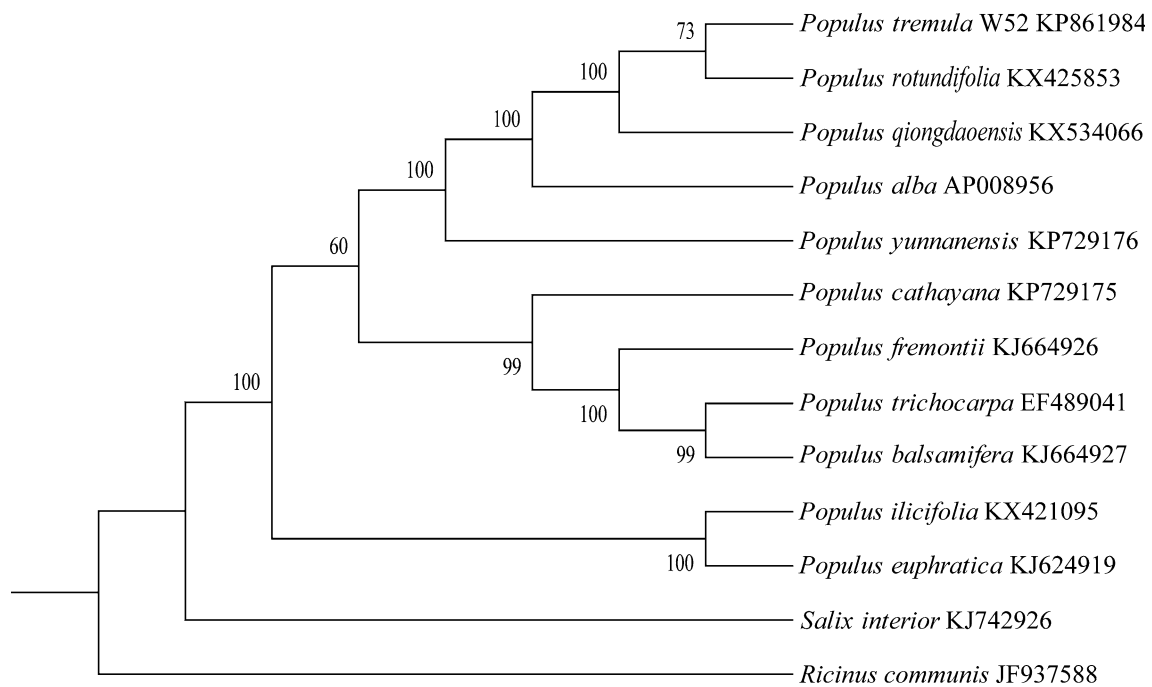 73
Populus tremula W52 KP861984
100
Populus rotundifolia KX425853
100
Populus qiongdaoensis KX534066
100
Populus alba AP008956
60
Populus yunnanensis KP729176
Populus cathayana KP729175
99
Populus fremontii KJ664926
100
100
Populus trichocarpa EF489041
99
Populus balsamifera KJ664927
Populus ilicifolia KX421095
100
Populus euphratica KJ624919
Salix interior KJ742926
Ricinus communis JF937588